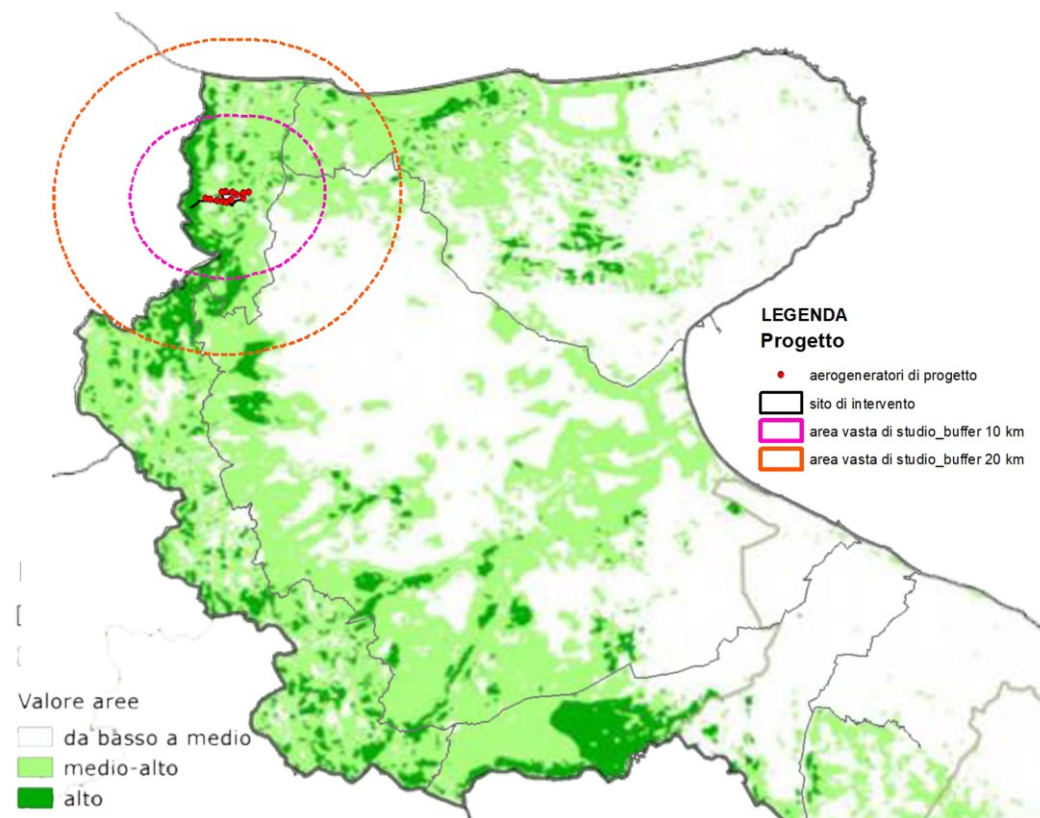 LEGENDA
Progetto
aerogeneratori di progetto
sito di intervento
area vasta di studio_buffer 10 km
area vasta di studio_buffer 20 km
Valore aree
da basso a medio
medio-alto
alto